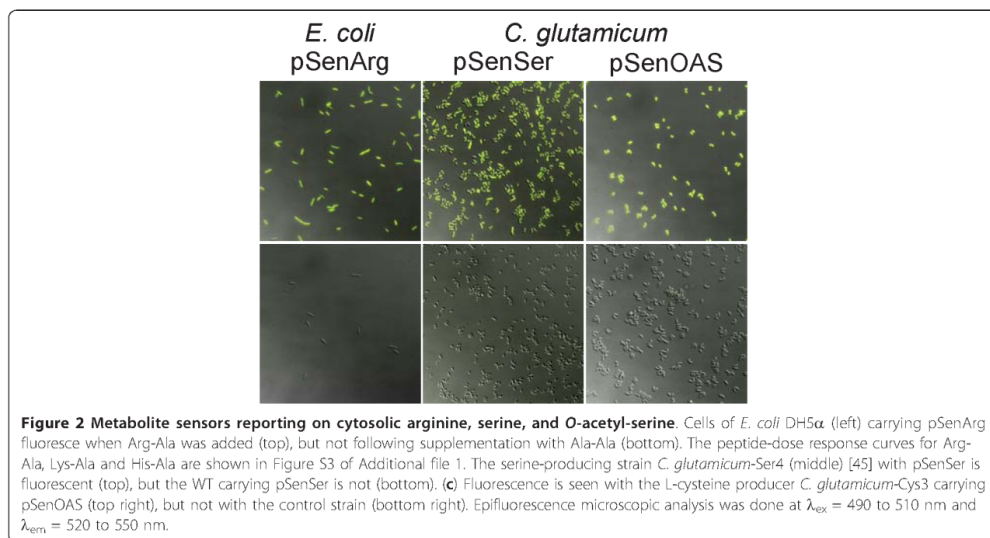 E. coli C. glutamicum
pSenArg pSenSer pSenOAS
Figure 2 Metabolite sensors reporting on cytosolic arginine, serine, and O-acetyl-serine. Cells of E. coli DH5α (left) carrying pSenArg
fluoresce when Arg-Ala was added (top), but not following supplementation with Ala-Ala (bottom). The peptide-dose response curves for Arg-
Ala, Lys-Ala and His-Ala are shown in Figure S3 of Additional file 1. The serine-producing strain C. glutamicum-Ser4 (middle) [45] with pSenSer is
fluorescent (top), but the WT carrying pSenSer is not (bottom). (c) Fluorescence is seen with the L-cysteine producer C. glutamicum-Cys3 carrying
pSenOAS (top right), but not with the control strain (bottom right). Epifluorescence microscopic analysis was done at λex = 490 to 510 nm and
λem = 520 to 550 nm.